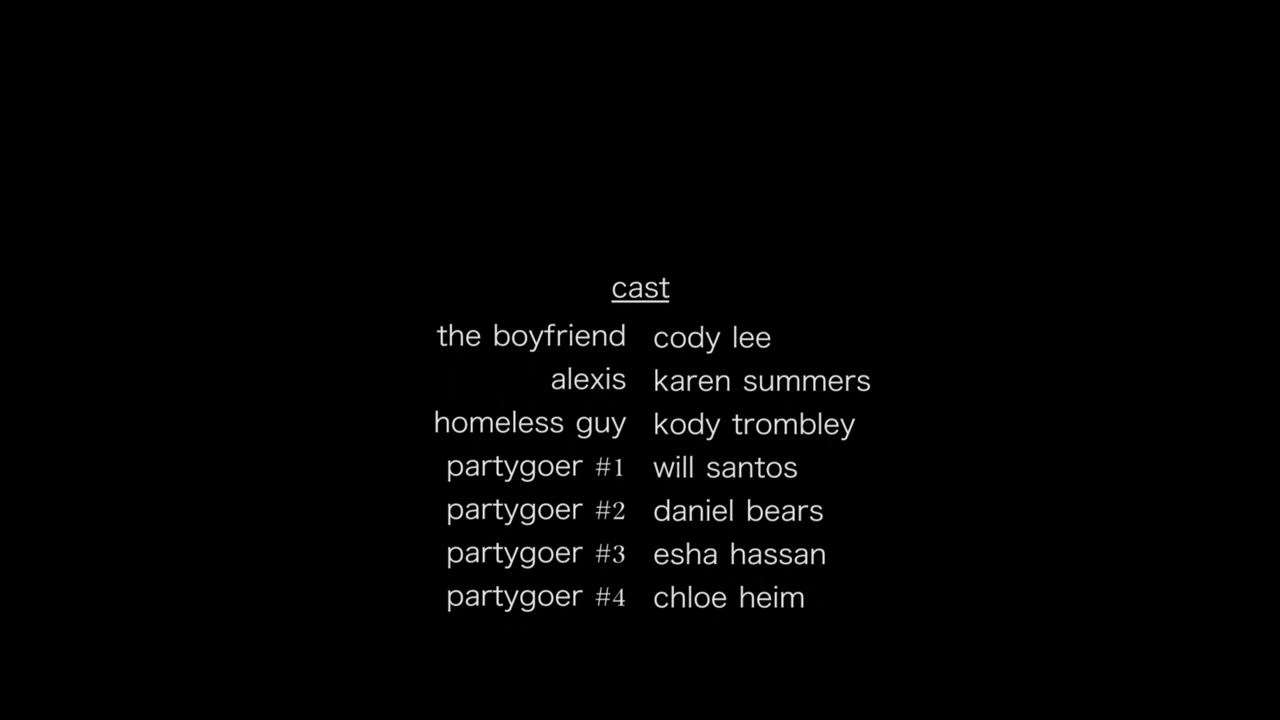 cast
the boyfriend cody lee
alexis karen summers
homeless guy kody trombley
partygoer #1 will santos
partygoer #2 daniel bears
partygoer #3 esha hassan
partygoer #4 chloe heim